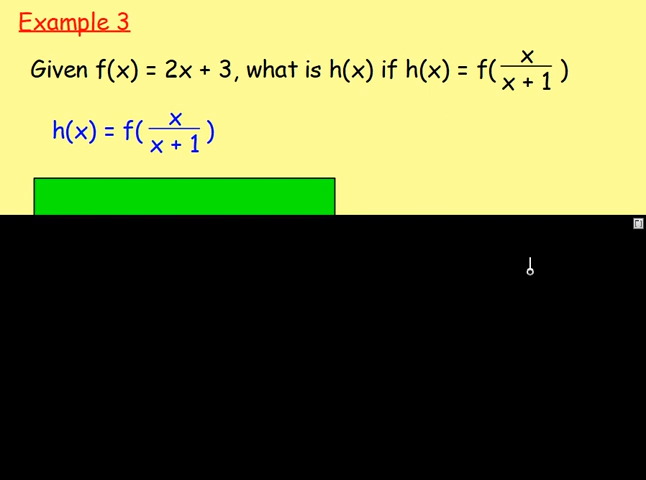 Example 3
Given f(x) = 2x + 3, what is h(x) if h(x) = f(x/(x + 1))
h(x) = f(x/(x + 1))